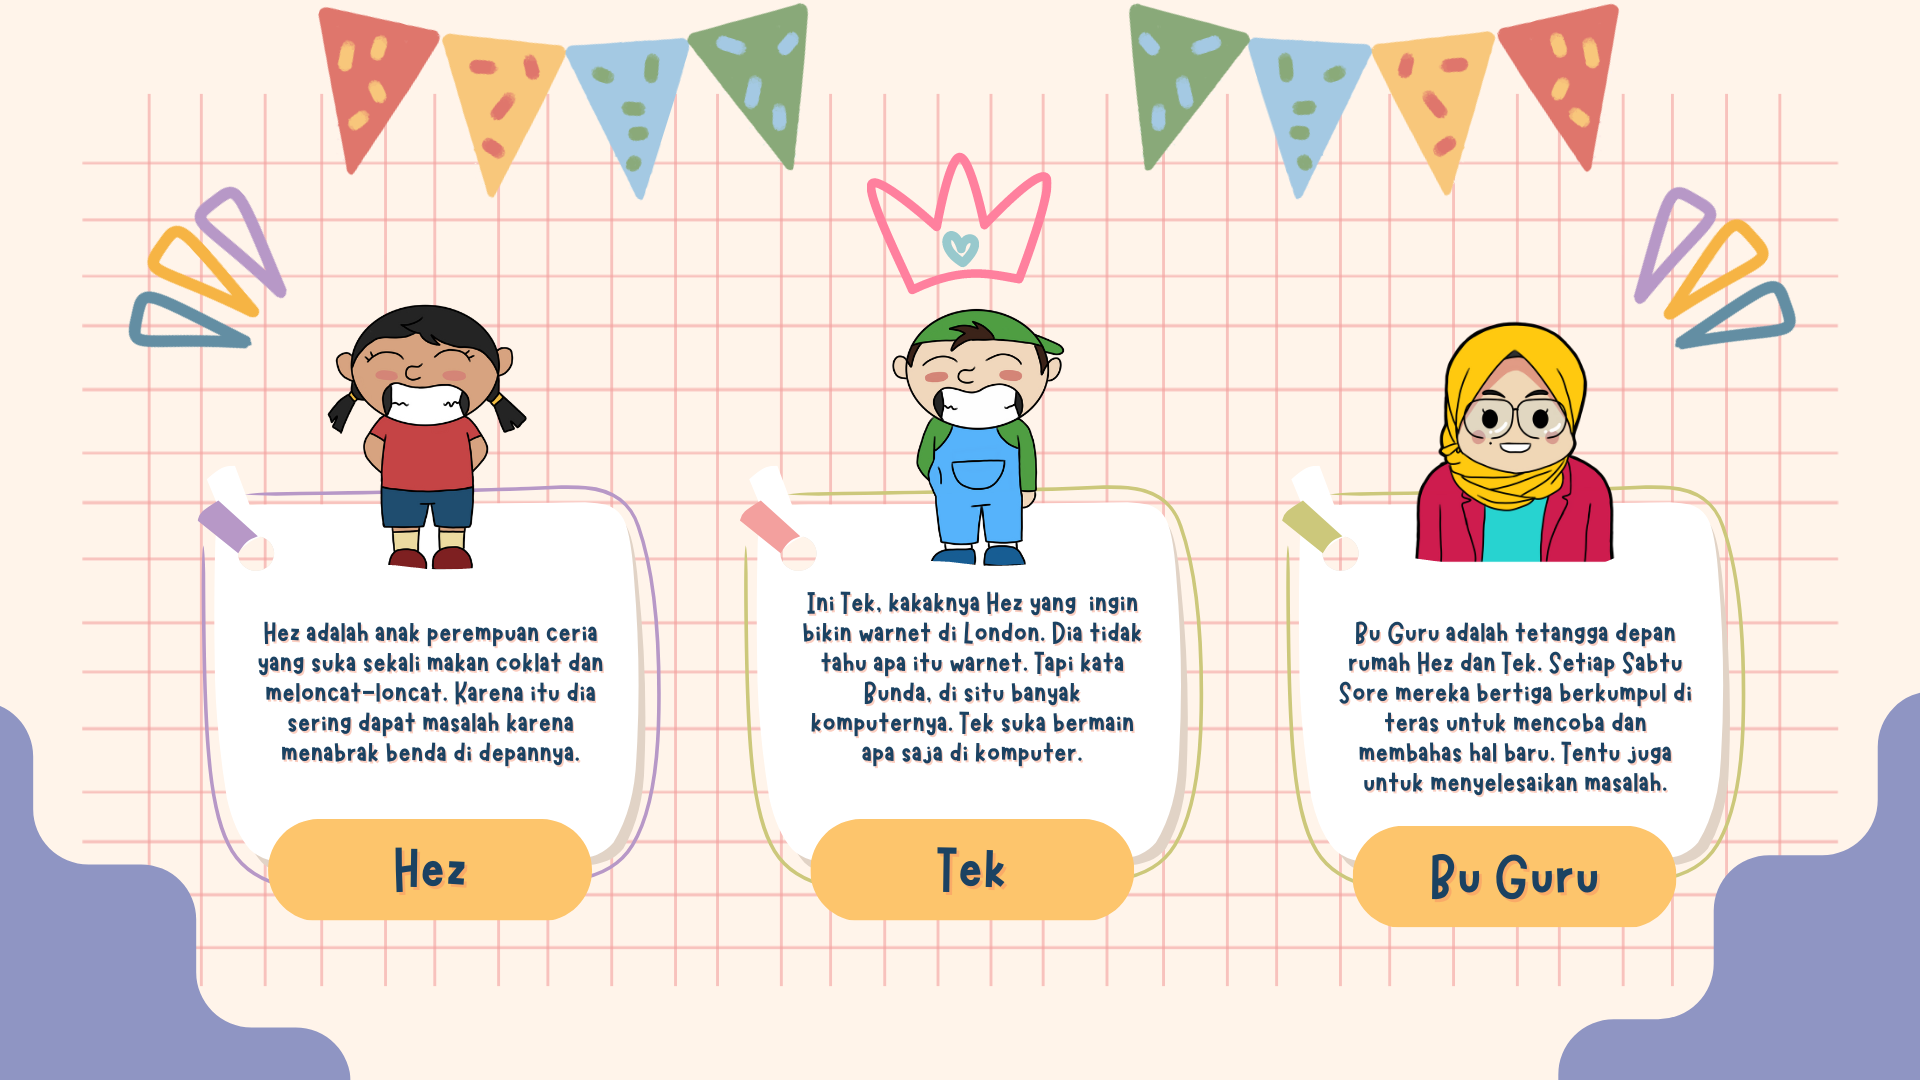 Hez adalah anak perempuan ceria
yang suka sekali makan coklat dan
meloncat-loncat. Karena itu dia
sering dapat masalah karena
menabrak benda di depannya.
Hez
Ini Tek, kakaknya Hez yang ingin
bikin warnet di London. Dia tidak
tahu apa itu warnet. Tapi kata
Bunda, di situ banyak
komputernya. Tek suka bermain
apa saja di komputer.
Tek
Bu Guru adalah tetangga depan
rumah Hez dan Tek. Setiap Sabtu
Sore mereka bertiga berkumpul di
teras untuk mencoba dan
membahas hal baru. Tentu juga
untuk menyelesaikan masalah.
Bu Guru